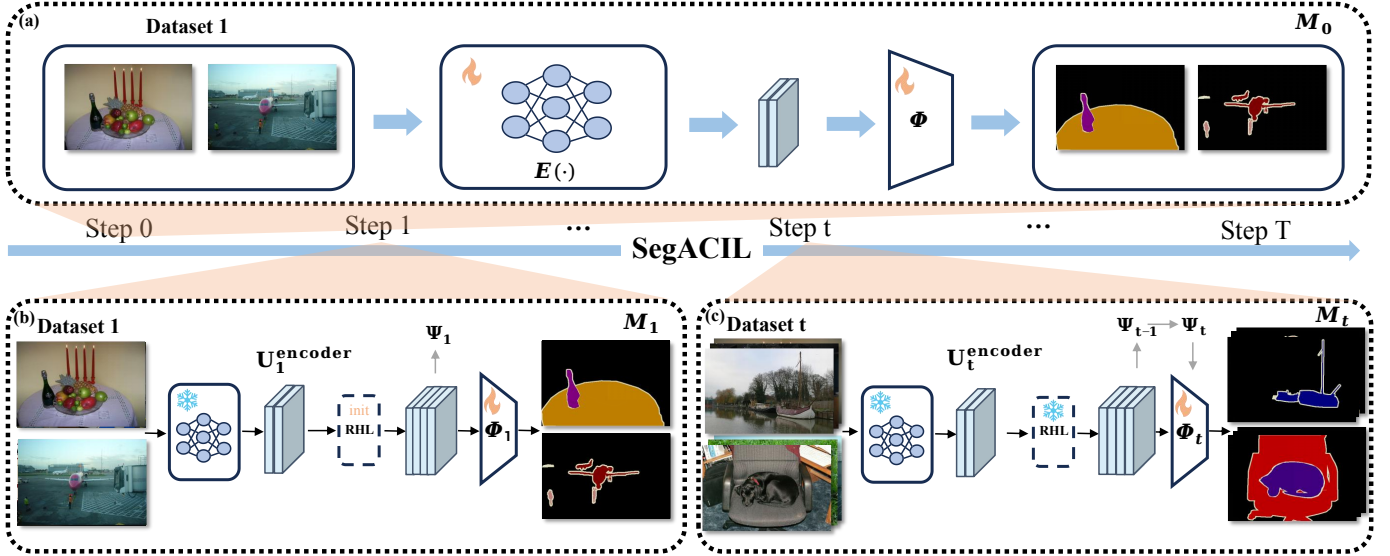 (a)
Dataset 1
M₀
E(·)
Φ
Step 0
Step 1
...
Step t
...
Step T
SegACIL
(b)
Dataset 1
M₁
U₁ᵉⁿᶜᵒᵈᵉʳ
Ψ₁
init
RHL
Φ₁
(c)
Dataset t
Mₜ
Uₜᵉⁿᶜᵒᵈᵉʳ
Ψₜ₋₁
Ψₜ
RHL
Φₜ